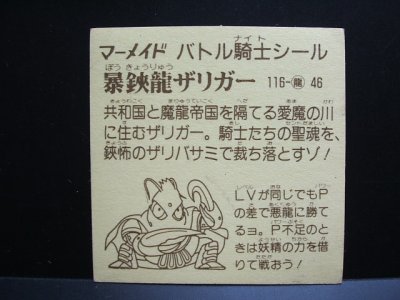 マーメイド バトル騎士シール
暴鋏龍ザリガー 116-龍 46
共和国と魔龍帝国を隔てる愛魔の川
に住むザリガー。騎士たちの聖魂を、
鋏怖のザリバサミで裁ち落とすゾ!
LVが同じでもP
の差で悪龍に勝て
るョ。P不足のと
きは妖精の力を借
りて戦おう!